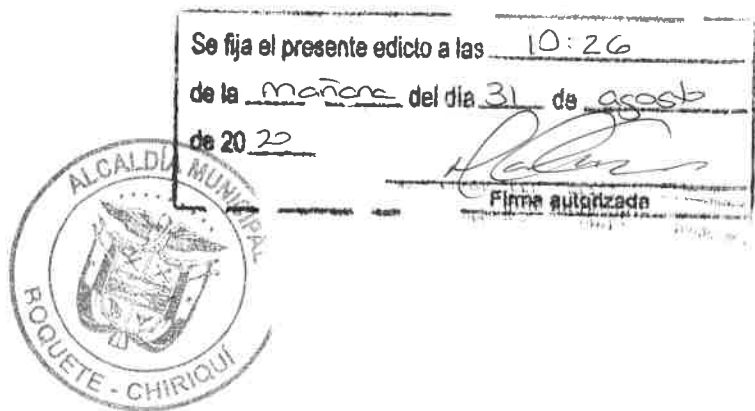 Se fija el presente edicto a las 10:26
de la mañana del día 31 de agosto
de 20 20
Firma autorizada
ALCALDÍA MUNICIPAL
BOQUETE - CHIRIQUÍ